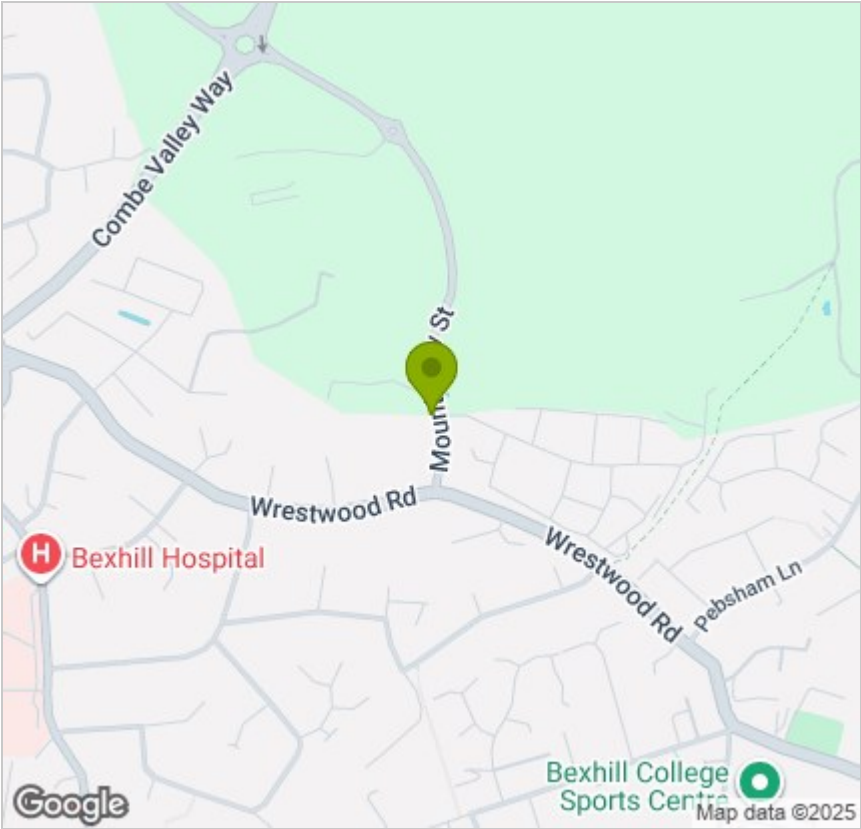 Combe Valley Way
St
Wrestwood Rd
H
Bexhill Hospital
Wrestwood Rd
Pebsham Ln
Bexhill College
Sports Centre
Google
Map data ©2025